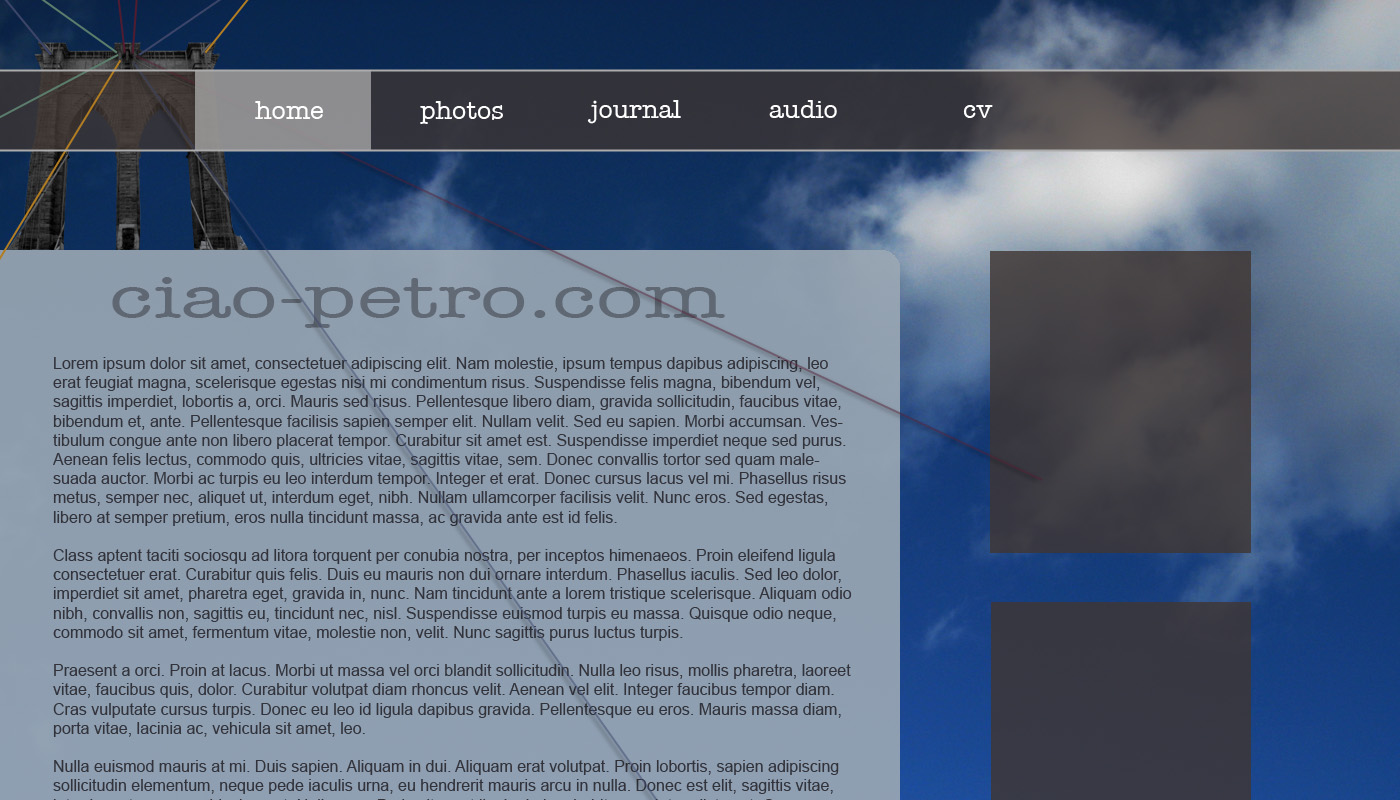 home photos journal audio cv
ciao-petro.com
Lorem ipsum dolor sit amet, consectetuer adipiscing elit. Nam molestie, ipsum tempus dapibus adipiscing, leo
erat feugiat magna, scelerisque egestas nisi mi condimentum risus. Suspendisse felis magna, bibendum vel,
sagittis imperdiet, lobortis a, orci. Mauris sed risus. Pellentesque libero diam, gravida sollicitudin, faucibus vitae,
bibendum et, ante. Pellentesque facilisis sapien semper elit. Nullam velit. Sed eu sapien. Morbi accumsan. Ves-
tibulum congue ante non libero placerat tempor. Curabitur sit amet est. Suspendisse imperdiet neque sed purus.
Aenean felis lectus, commodo quis, ultricies vitae, sagittis vitae, sem. Donec convallis tortor sed quam male-
suada auctor. Morbi ac turpis eu leo interdum tempor. Integer et erat. Donec cursus lacus vel mi. Phasellus risus
metus, semper nec, aliquet ut, interdum eget, nibh. Nullam ullamcorper facilisis velit. Nunc eros. Sed egestas,
libero at semper pretium, eros nulla tincidunt massa, ac gravida ante est id felis.
Class aptent taciti sociosqu ad litora torquent per conubia nostra, per inceptos himenaeos. Proin eleifend ligula
consectetuer erat. Curabitur quis felis. Duis eu mauris non dui ornare interdum. Phasellus iaculis. Sed leo dolor,
imperdiet sit amet, pharetra eget, gravida in, nunc. Nam tincidunt ante a lorem tristique scelerisque. Aliquam odio
nibh, convallis non, sagittis eu, tincidunt nec, nisl. Suspendisse euismod turpis eu massa. Quisque odio neque,
commodo sit amet, fermentum vitae, molestie non, velit. Nunc sagittis purus luctus turpis.
Praesent a orci. Proin at lacus. Morbi ut massa vel orci blandit sollicitudin. Nulla leo risus, mollis pharetra, laoreet
vitae, faucibus quis, dolor. Curabitur volutpat diam rhoncus velit. Aenean vel elit. Integer faucibus tempor diam.
Cras vulputate cursus turpis. Donec eu leo id ligula dapibus gravida. Pellentesque eu eros. Mauris massa diam,
porta vitae, lacinia ac, vehicula sit amet, leo.
Nulla euismod mauris at mi. Duis sapien. Aliquam in dui. Aliquam erat volutpat. Proin lobortis, sapien adipiscing
sollicitudin elementum, neque pede iaculis urna, eu hendrerit mauris arcu in nulla. Donec est elit, sagittis vitae,